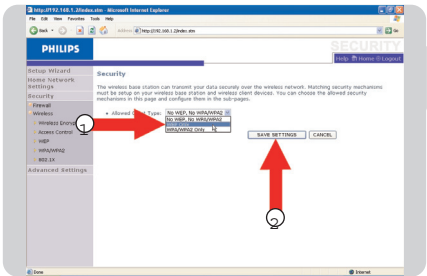 http://192.168.1.2/index.stm - Microsoft Internet Explorer
File Edit View Favorites Tools Help
Back
Address http://192.168.1.2/index.stm Go
PHILIPS
SECURITY
Help Home Logout
Setup Wizard
Home Network Settings
Security
Firewall
Wireless
Wireless Encryp
Access Control
WEP
WPA/WPA2
802.1X
Advanced Settings
Security
The wireless base station can transmit your data securely over the wireless network. Matching security mechanisms
must be setup on your wireless base station and wireless client devices. You can choose the allowed security
mechanisms in this page and configure them in the sub-pages.
Allowed Client Type: No WEP, No WPA/WPA2
No WEP, No WPA/WPA2
WPA/WPA2 Only
SAVE SETTINGS CANCEL
1
2
Done Internet